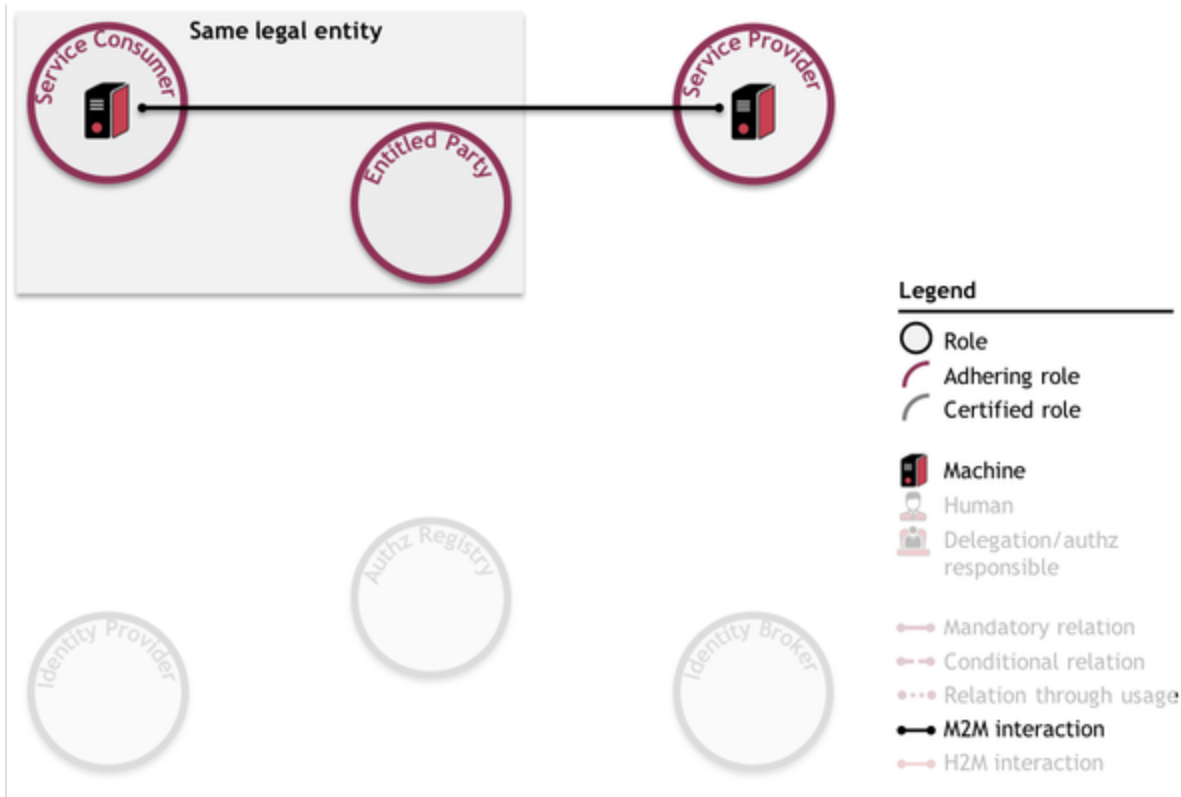 Same legal entity
Service Consumer
Service Provider
Entitled Party
Legend
Role
Adhering role
Certified role
Machine
Human
Delegation/authz
responsible
Authz Registry
Identity Provider
Identity Broker
Mandatory relation
Conditional relation
Relation through usage
M2M interaction
H2M interaction